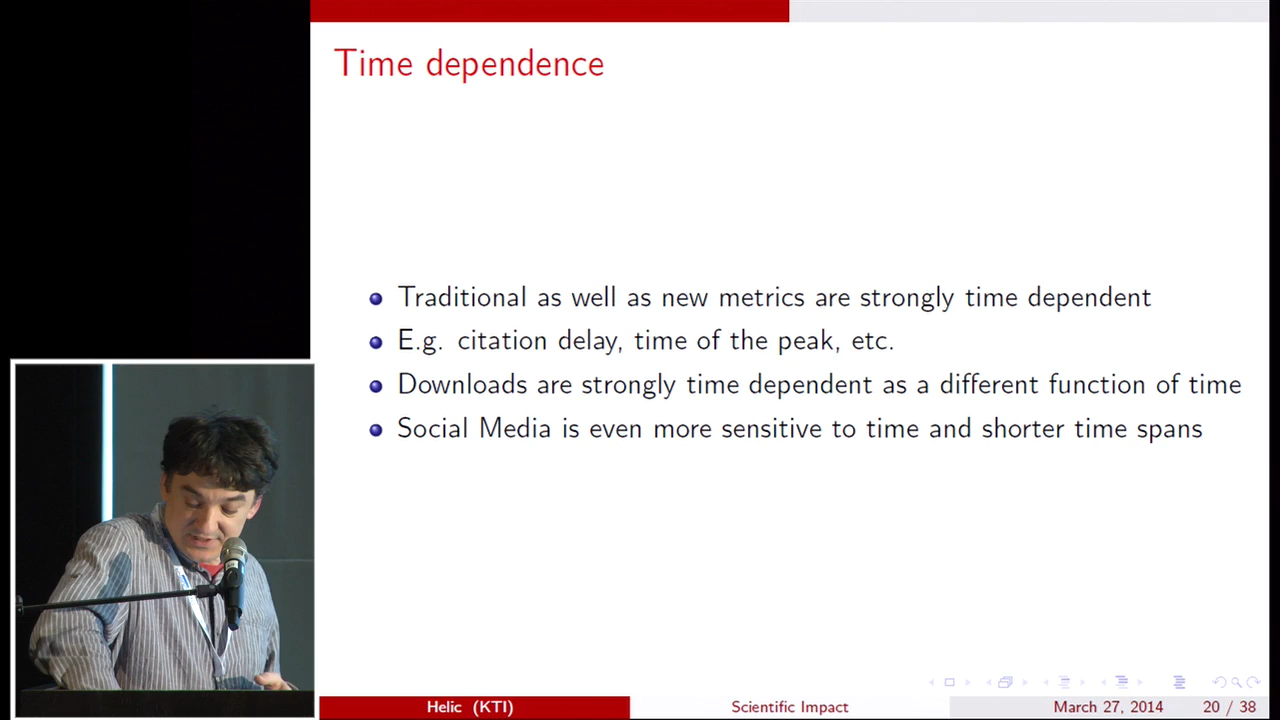 Time dependence
Traditional as well as new metrics are strongly time dependent
E.g. citation delay, time of the peak, etc.
Downloads are strongly time dependent as a different function of time
Social Media is even more sensitive to time and shorter time spans
Helic (KTI)
Scientific Impact
March 27, 2014
20 / 38